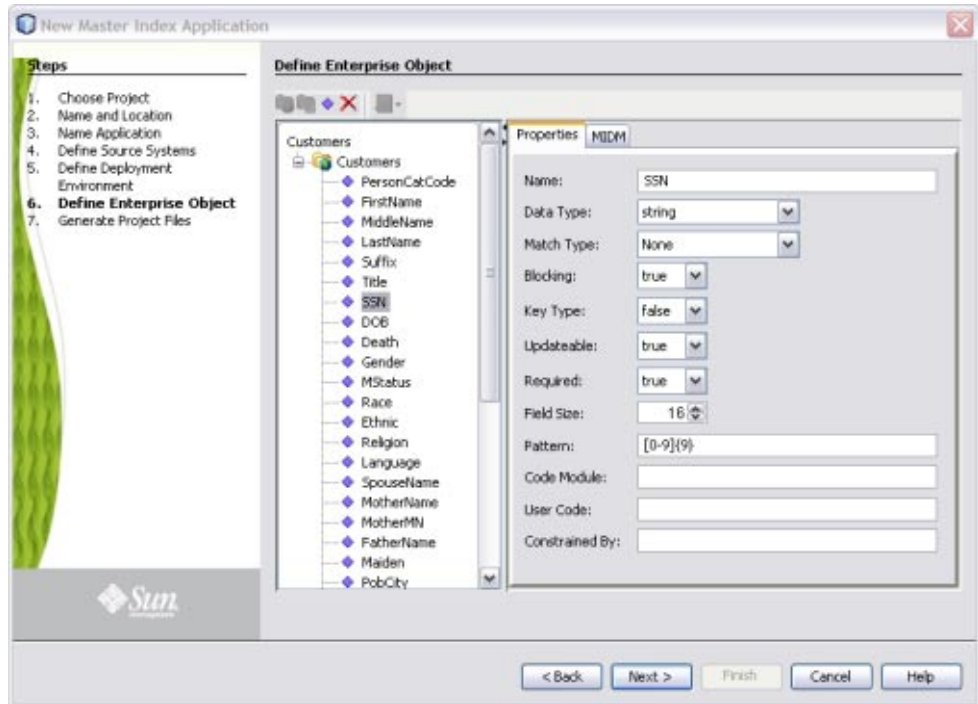 New Master Index Application
Steps
1. Choose Project
2. Name and Location
3. Name Application
4. Define Source Systems
5. Define Deployment
Environment
6. Define Enterprise Object
7. Generate Project Files
Sun
Define Enterprise Object
Customers
Customers
PersonCatCode
FirstName
MiddleName
LastName
Suffix
Title
SSN
DOB
Death
Gender
MStatus
Race
Ethnic
Religion
Language
SpouseName
MotherName
MotherMN
FatherName
Maiden
PobCity
Properties MIDM
Name: SSN
Data Type: string
Match Type: None
Blocking: true
Key Type: false
Updateable: true
Required: true
Field Size: 16
Pattern: [0-9]{9}
Code Module:
User Code:
Constrained By:
< Back Next > Finish Cancel Help